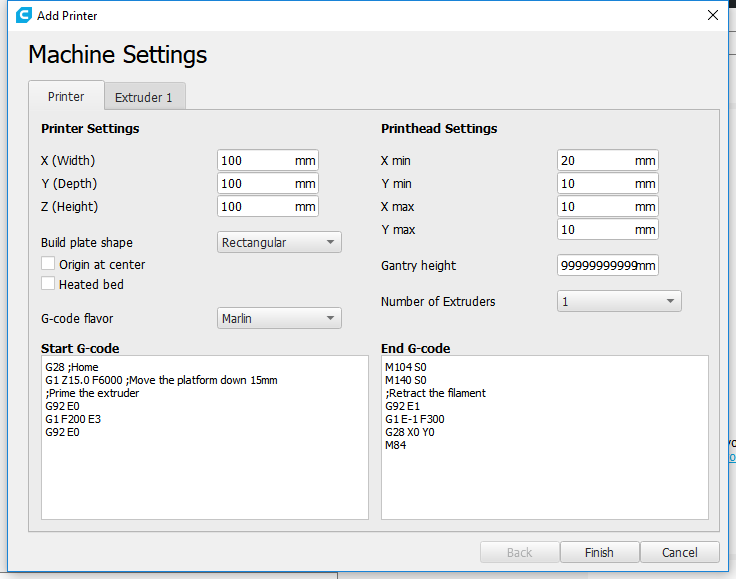 Add Printer
Machine Settings
Printer
Extruder 1
Printer Settings
X (Width)
100 mm
Y (Depth)
100 mm
Z (Height)
100 mm
Build plate shape
Rectangular
Origin at center
Heated bed
G-code flavor
Marlin
Printhead Settings
X min
20 mm
Y min
10 mm
X max
10 mm
Y max
10 mm
Gantry height
99999999999mm
Number of Extruders
1
Start G-code
G28 ;Home
G1 Z15.0 F6000 ;Move the platform down 15mm
;Prime the extruder
G92 E0
G1 F200 E3
G92 E0
End G-code
M104 S0
M140 S0
;Retract the filament
G92 E1
G1 E-1 F300
G28 X0 Y0
M84
Back
Finish
Cancel